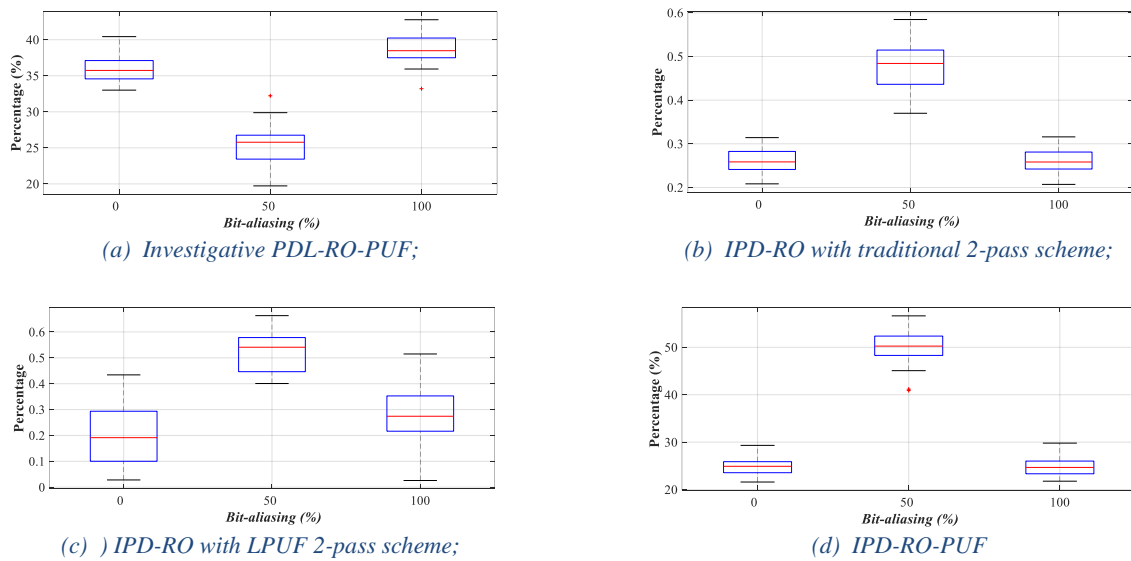 Percentage (%)
40
35
30
25
20
0
50
100
Bit-aliasing (%)
(a) Investigative PDL-RO-PUF;
Percentage
0.6
0.5
0.4
0.3
0.2
0
50
100
Bit-aliasing (%)
(b) IPD-RO with traditional 2-pass scheme;
Percentage
0.6
0.5
0.4
0.3
0.2
0.1
0
0
50
100
Bit-aliasing (%)
(c) ) IPD-RO with LPUF 2-pass scheme;
Percentage (%)
50
40
30
20
0
50
100
Bit-aliasing (%)
(d) IPD-RO-PUF